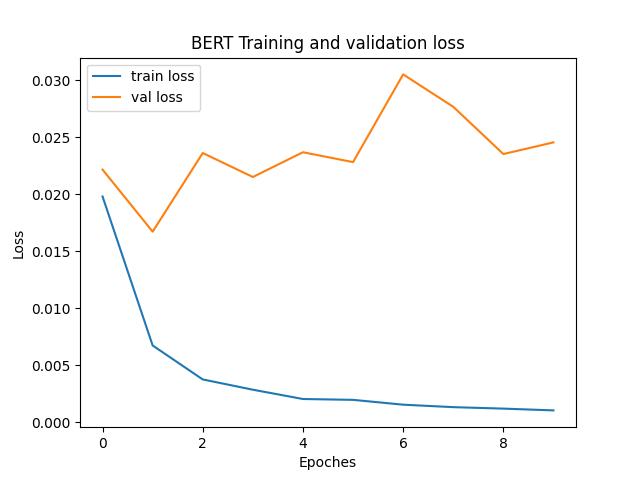 BERT Training and validation loss
train loss
val loss
0.030
0.025
0.020
0.015
0.010
0.005
0.000
Loss
0 2 4 6 8
Epoches